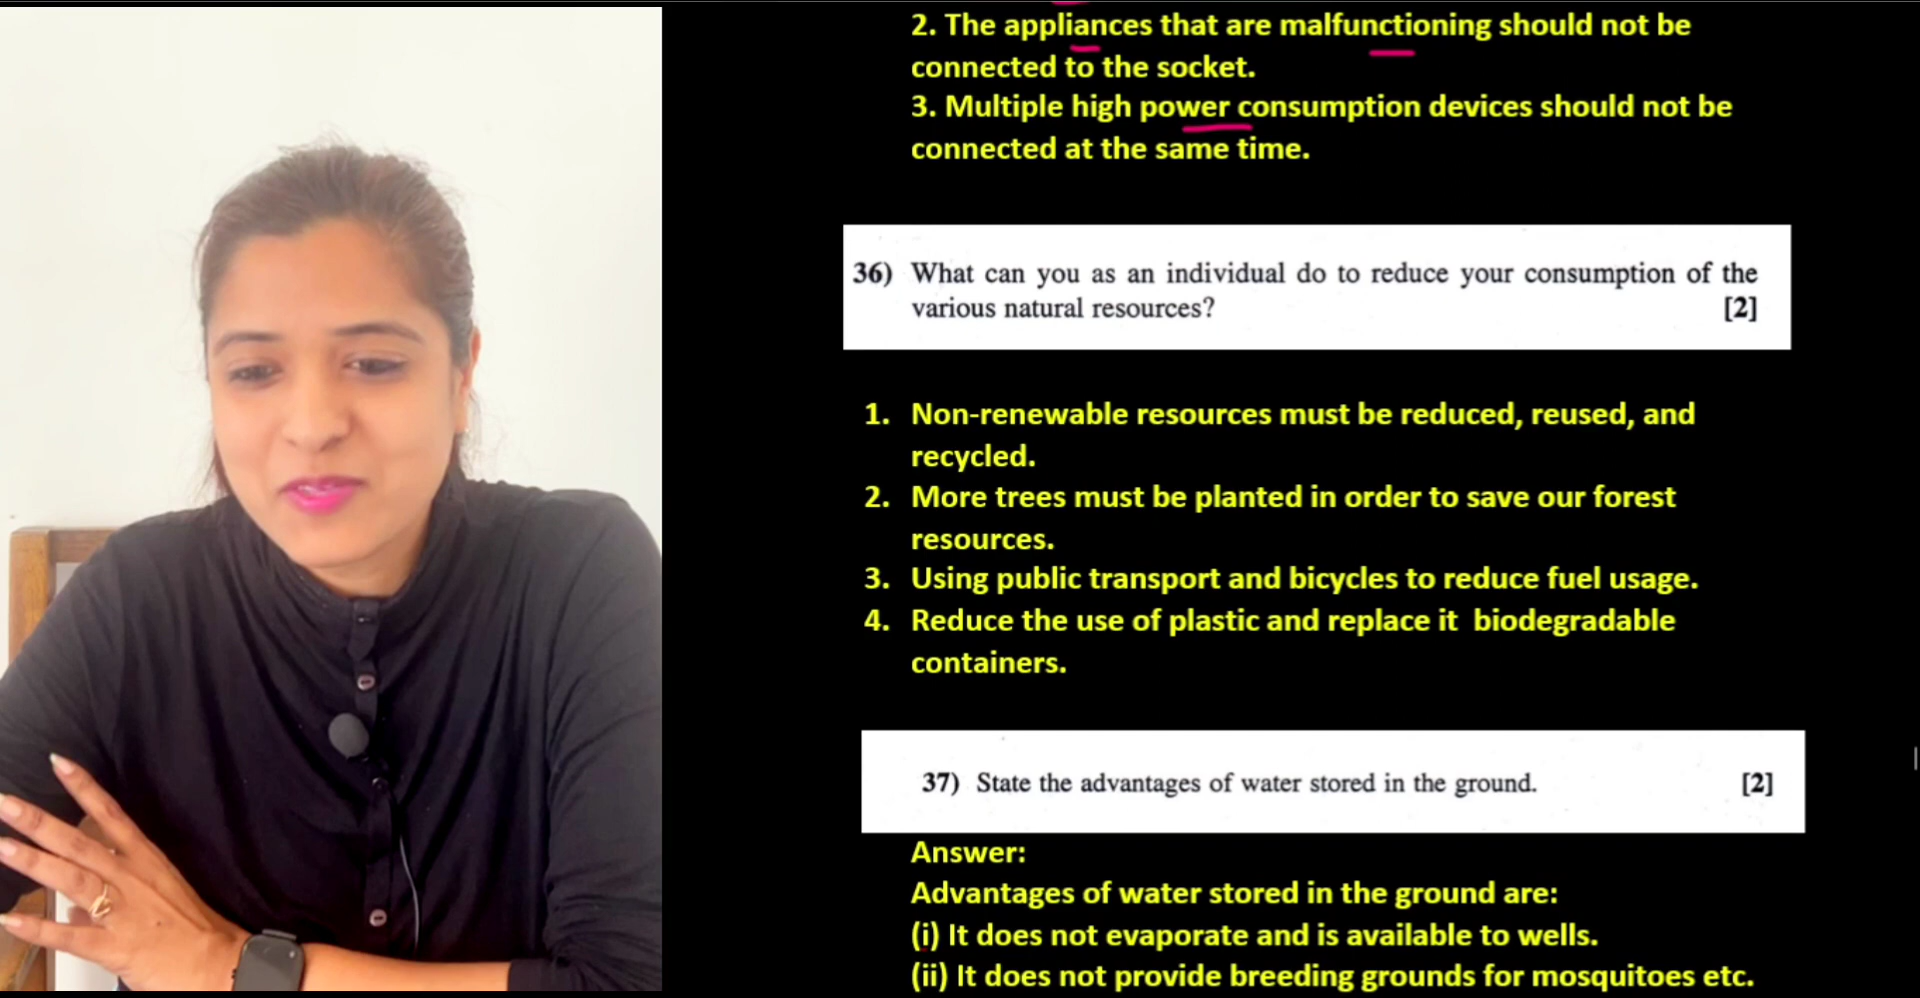 2. The appliances that are malfunctioning should not be
connected to the socket.
3. Multiple high power consumption devices should not be
connected at the same time.
36) What can you as an individual do to reduce your consumption of the
various natural resources? [2]
1. Non-renewable resources must be reduced, reused, and
recycled.
2. More trees must be planted in order to save our forest
resources.
3. Using public transport and bicycles to reduce fuel usage.
4. Reduce the use of plastic and replace it biodegradable
containers.
37) State the advantages of water stored in the ground. [2]
Answer:
Advantages of water stored in the ground are:
(i) It does not evaporate and is available to wells.
(ii) It does not provide breeding grounds for mosquitoes etc.